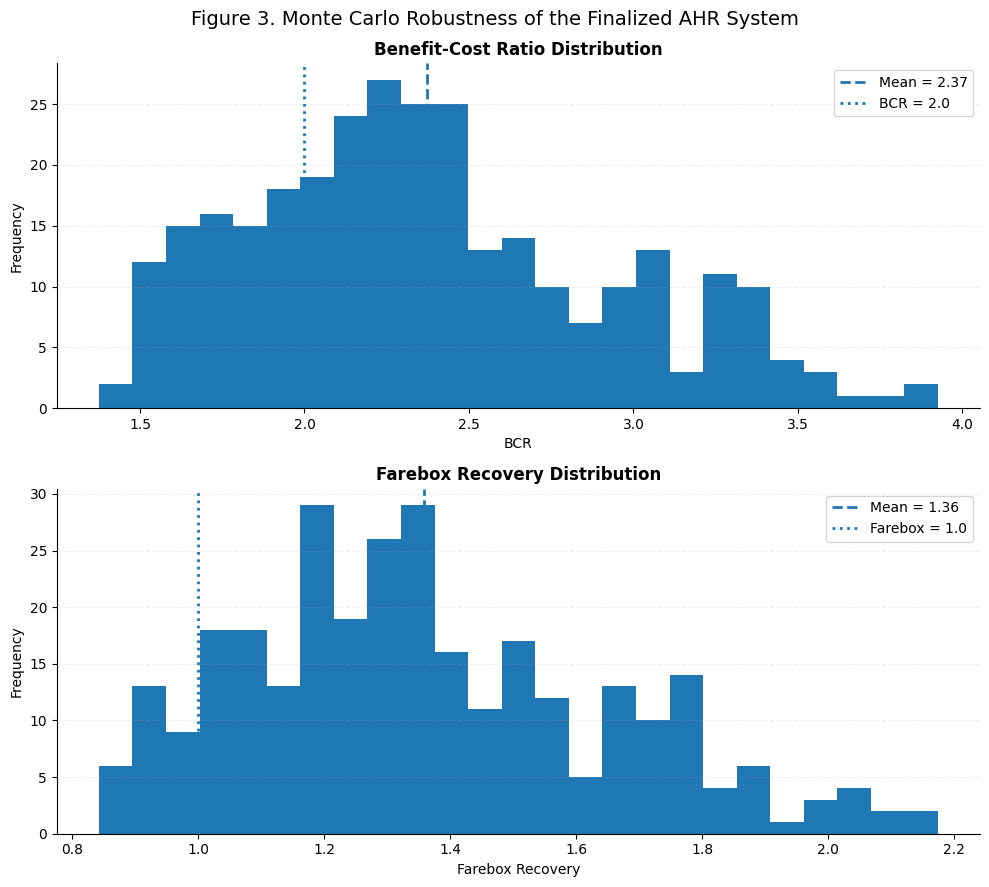 Figure 3. Monte Carlo Robustness of the Finalized AHR System
Benefit-Cost Ratio Distribution
Mean = 2.37
BCR = 2.0
25
20
15
10
5
0
Frequency
1.5 2.0 2.5 3.0 3.5 4.0
BCR
Farebox Recovery Distribution
Mean = 1.36
Farebox = 1.0
30
25
20
15
10
5
0
Frequency
0.8 1.0 1.2 1.4 1.6 1.8 2.0 2.2
Farebox Recovery